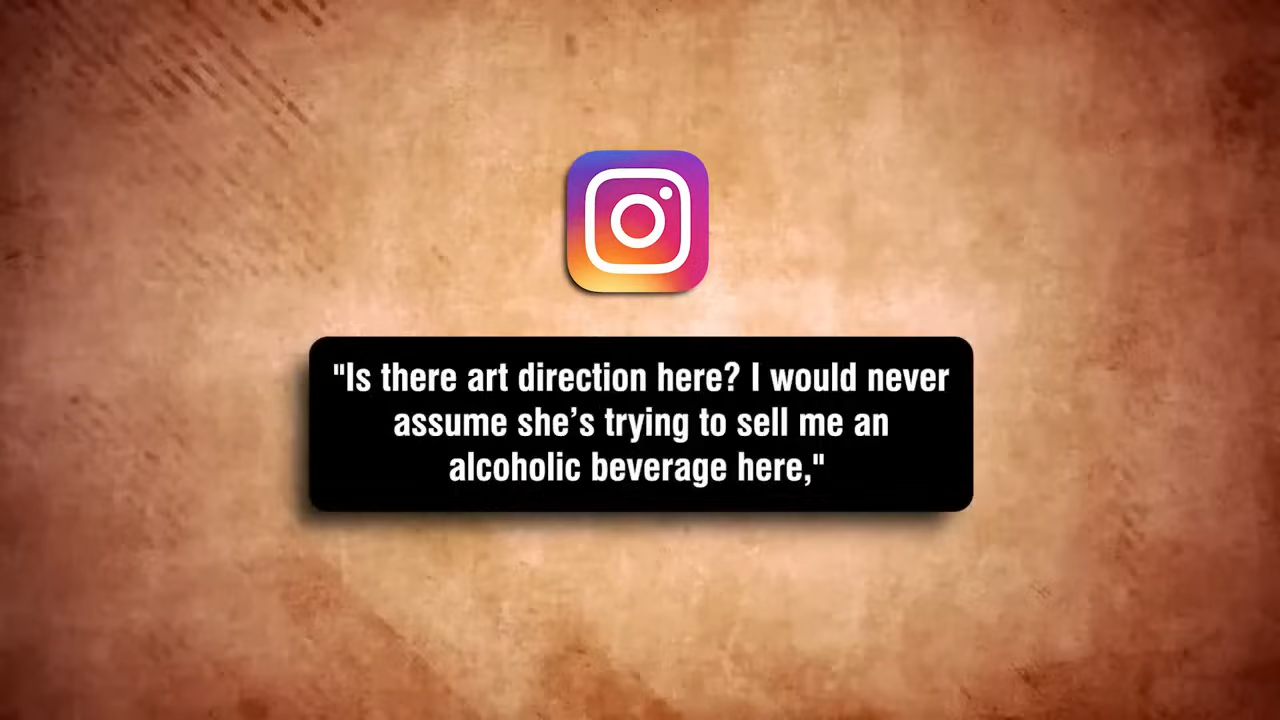 "Is there art direction here? I would never
assume she’s trying to sell me an
alcoholic beverage here,"